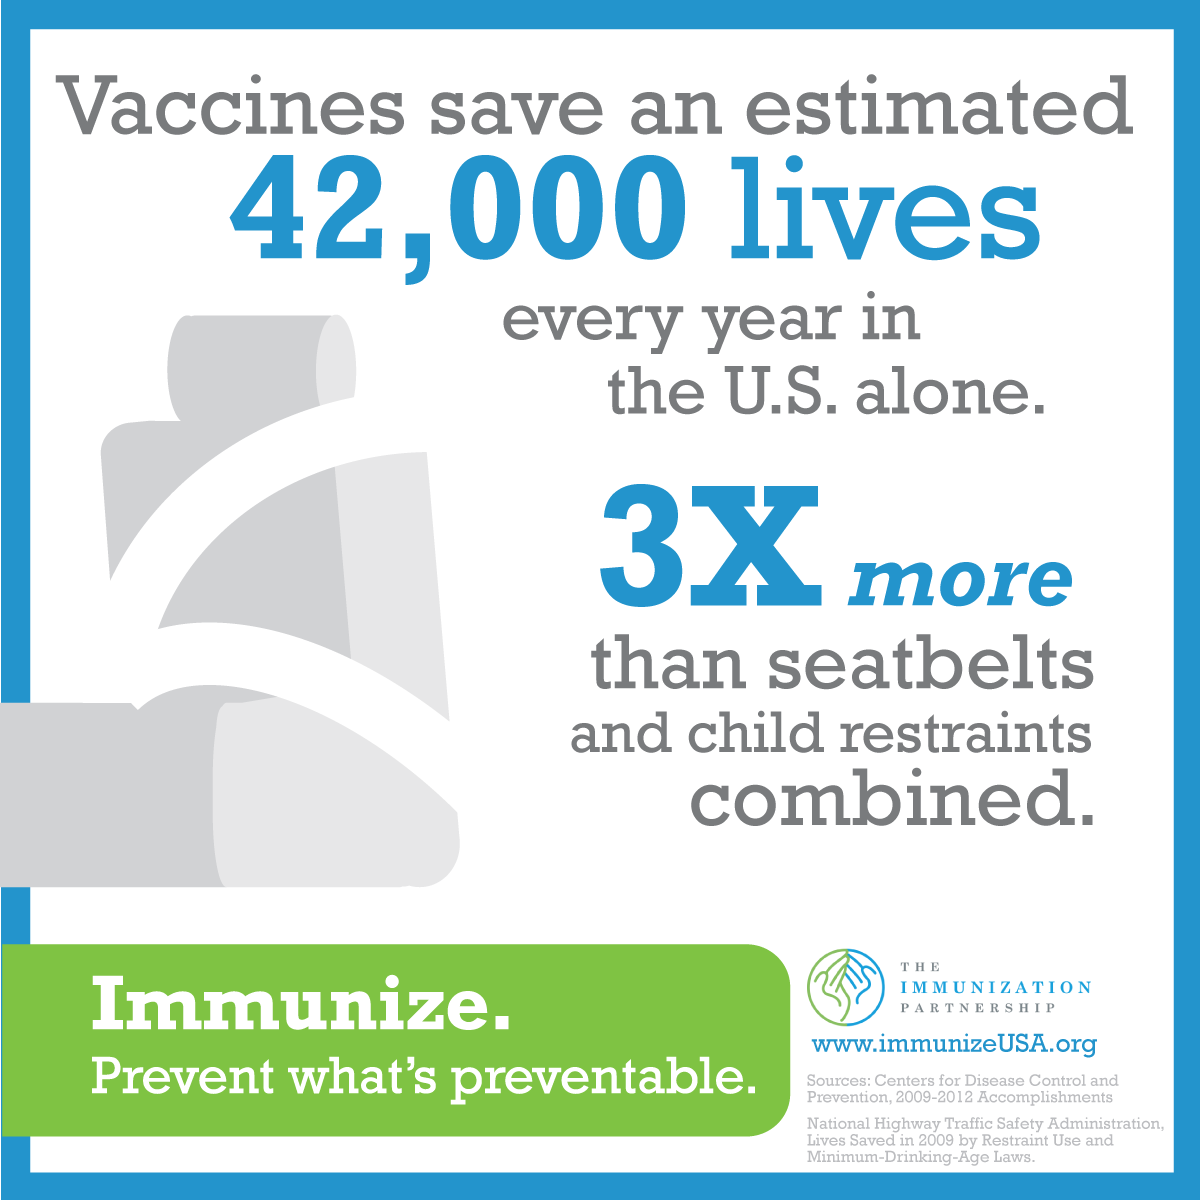 Vaccines save an estimated
42,000 lives
every year in
the U.S. alone.
3X more
than seatbelts
and child restraints
combined.
Immunize.
Prevent what's preventable.
THE
IMMUNIZATION
PARTNERSHIP
www.immunizeUSA.org
Sources: Centers for Disease Control and
Prevention, 2009-2012 Accomplishments
National Highway Traffic Safety Administration,
Lives Saved in 2009 by Restraint Use and
Minimum-Drinking-Age Laws.